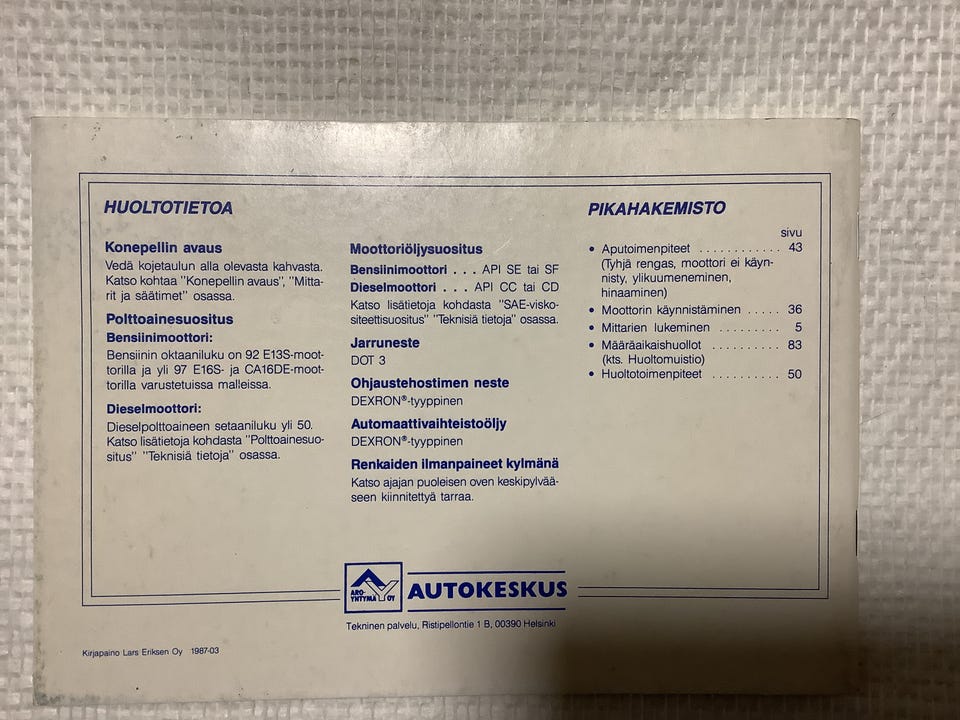 HUOLTOTIETOA
Konepellin avaus
Vedä kojetaulun alla olevasta kahvasta.
Katso kohtaa "Konepellin avaus", "Mitta-
rit ja säätimet" osassa.
Polttoainesuositus
Bensiinimoottori:
Bensiinin oktaaniluku on 92 E13S-moot-
torilla ja yli 97 E16S- ja CA16DE-moot-
torilla varustetuissa malleissa.
Dieselmoottori:
Dieselpolttoaineen setaaniluku yli 50.
Katso lisätietoja kohdasta "Polttoainesuo-
situs" "Teknisiä tietoja" osassa.
Moottoriöljysuositus
Bensiinimoottori . . . API SE tai SF
Dieselmoottori . . . API CC tai CD
Katso lisätietoja kohdasta "SAE-visko-
siteettisuositus" "Teknisiä tietoja" osassa.
Jarruneste
DOT 3
Ohjaustehostimen neste
DEXRON®-tyyppinen
Automaattivaihteistoöljy
DEXRON®-tyyppinen
Renkaiden ilmanpaineet kylmänä
Katso ajajan puoleisen oven keskipylvää-
seen kiinnitettyä tarraa.
PIKAHAKEMISTO
sivu
• Aputoimenpiteet . . . . . . . . . . . . 43
(Tyhjä rengas, moottori ei käyn-
nisty, ylikuumeneminen,
hinaaminen)
• Moottorin käynnistäminen . . . . . 36
• Mittarien lukeminen . . . . . . . . . 5
• Määräaikaishuollot . . . . . . . . . . 83
(kts. Huoltomuistio)
• Huoltotoimenpiteet . . . . . . . . . . 50
ARO-
YHTYMÄ OY
AUTOKESKUS
Tekninen palvelu, Ristipellontie 1 B, 00390 Helsinki
Kirjapaino Lars Eriksen Oy 1987-03